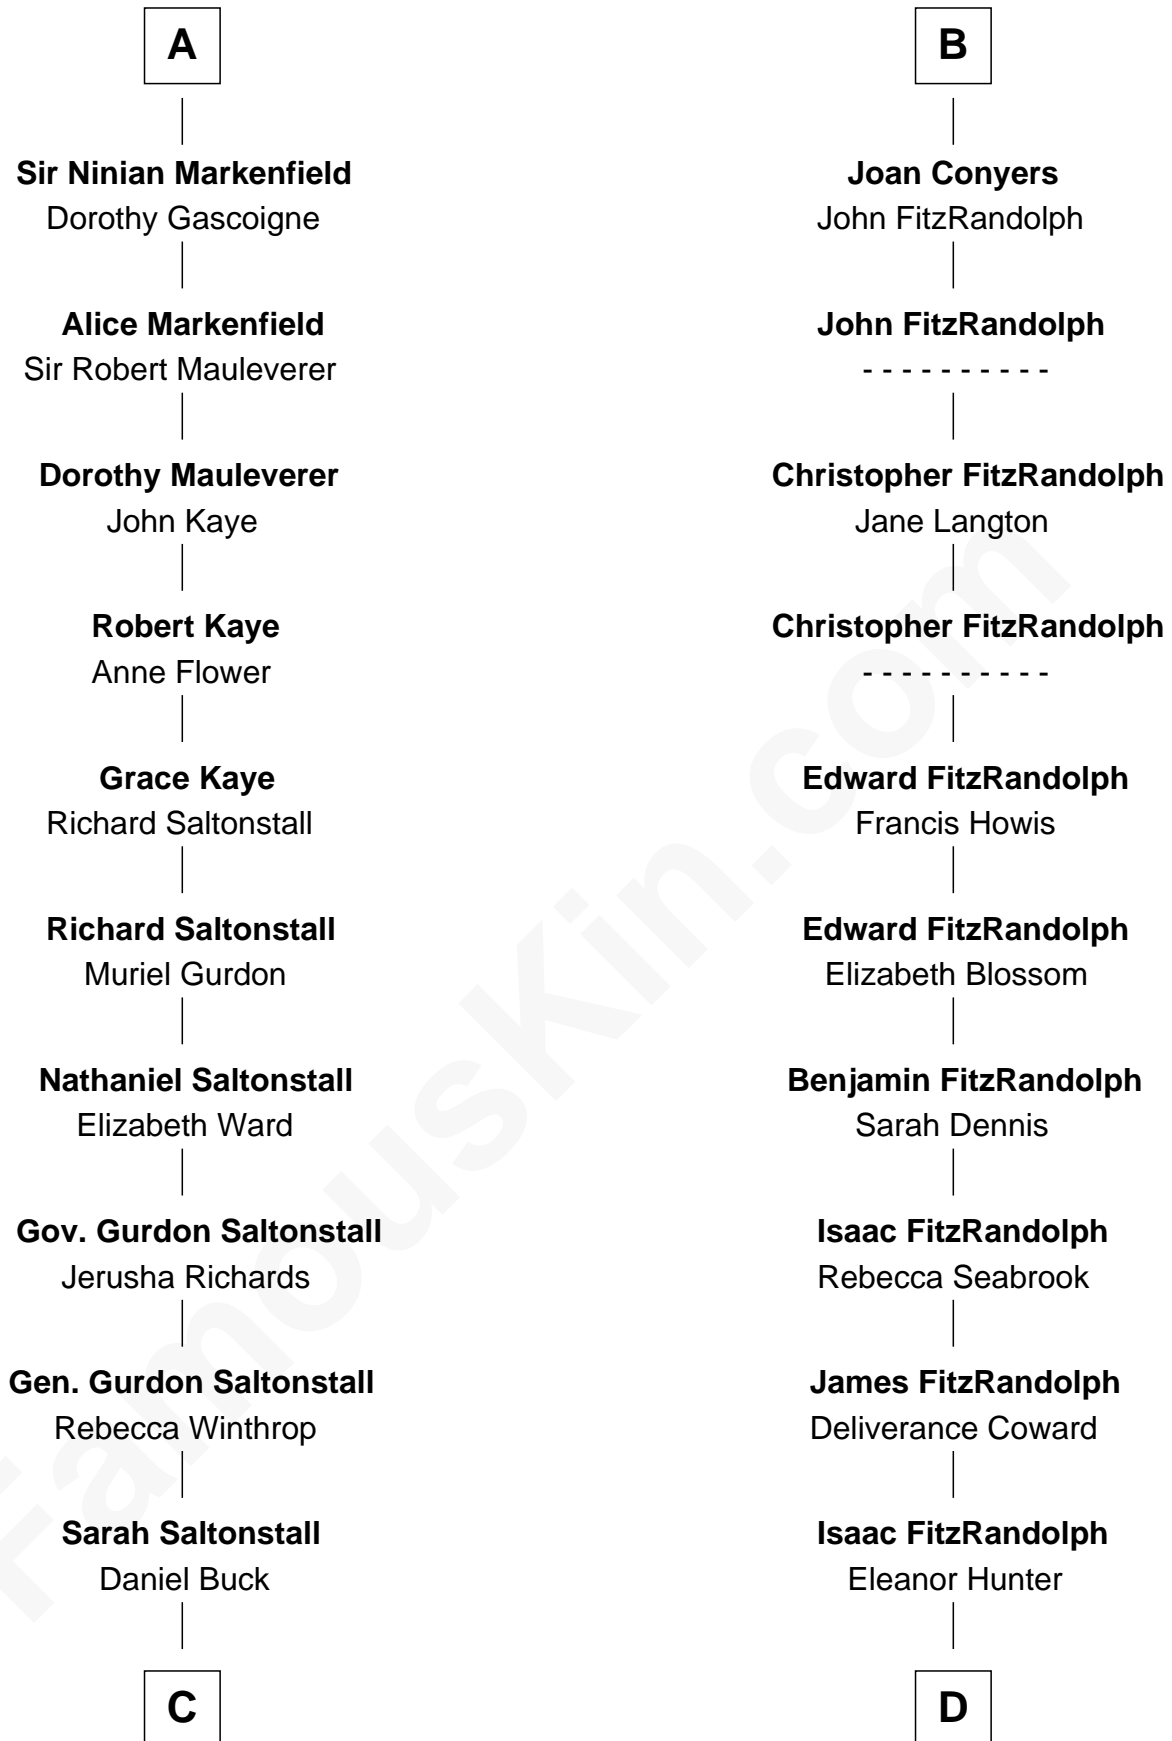 A
Sir Ninian Markenfield
Dorothy Gascoigne
Alice Markenfield
Sir Robert Mauleverer
Dorothy Mauleverer
John Kaye
Robert Kaye
Anne Flower
Grace Kaye
Richard Saltonstall
Richard Saltonstall
Muriel Gurdon
Nathaniel Saltonstall
Elizabeth Ward
Gov. Gurdon Saltonstall
Jerusha Richards
Gen. Gurdon Saltonstall
Rebecca Winthrop
Sarah Saltonstall
Daniel Buck
C
B
Joan Conyers
John FitzRandolph
John FitzRandolph
- - - - - - - - - -
Christopher FitzRandolph
Jane Langton
Christopher FitzRandolph
- - - - - - - - - -
Edward FitzRandolph
Francis Howis
Edward FitzRandolph
Elizabeth Blossom
Benjamin FitzRandolph
Sarah Dennis
Isaac FitzRandolph
Rebecca Seabrook
James FitzRandolph
Deliverance Coward
Isaac FitzRandolph
Eleanor Hunter
D
FamousKin.com